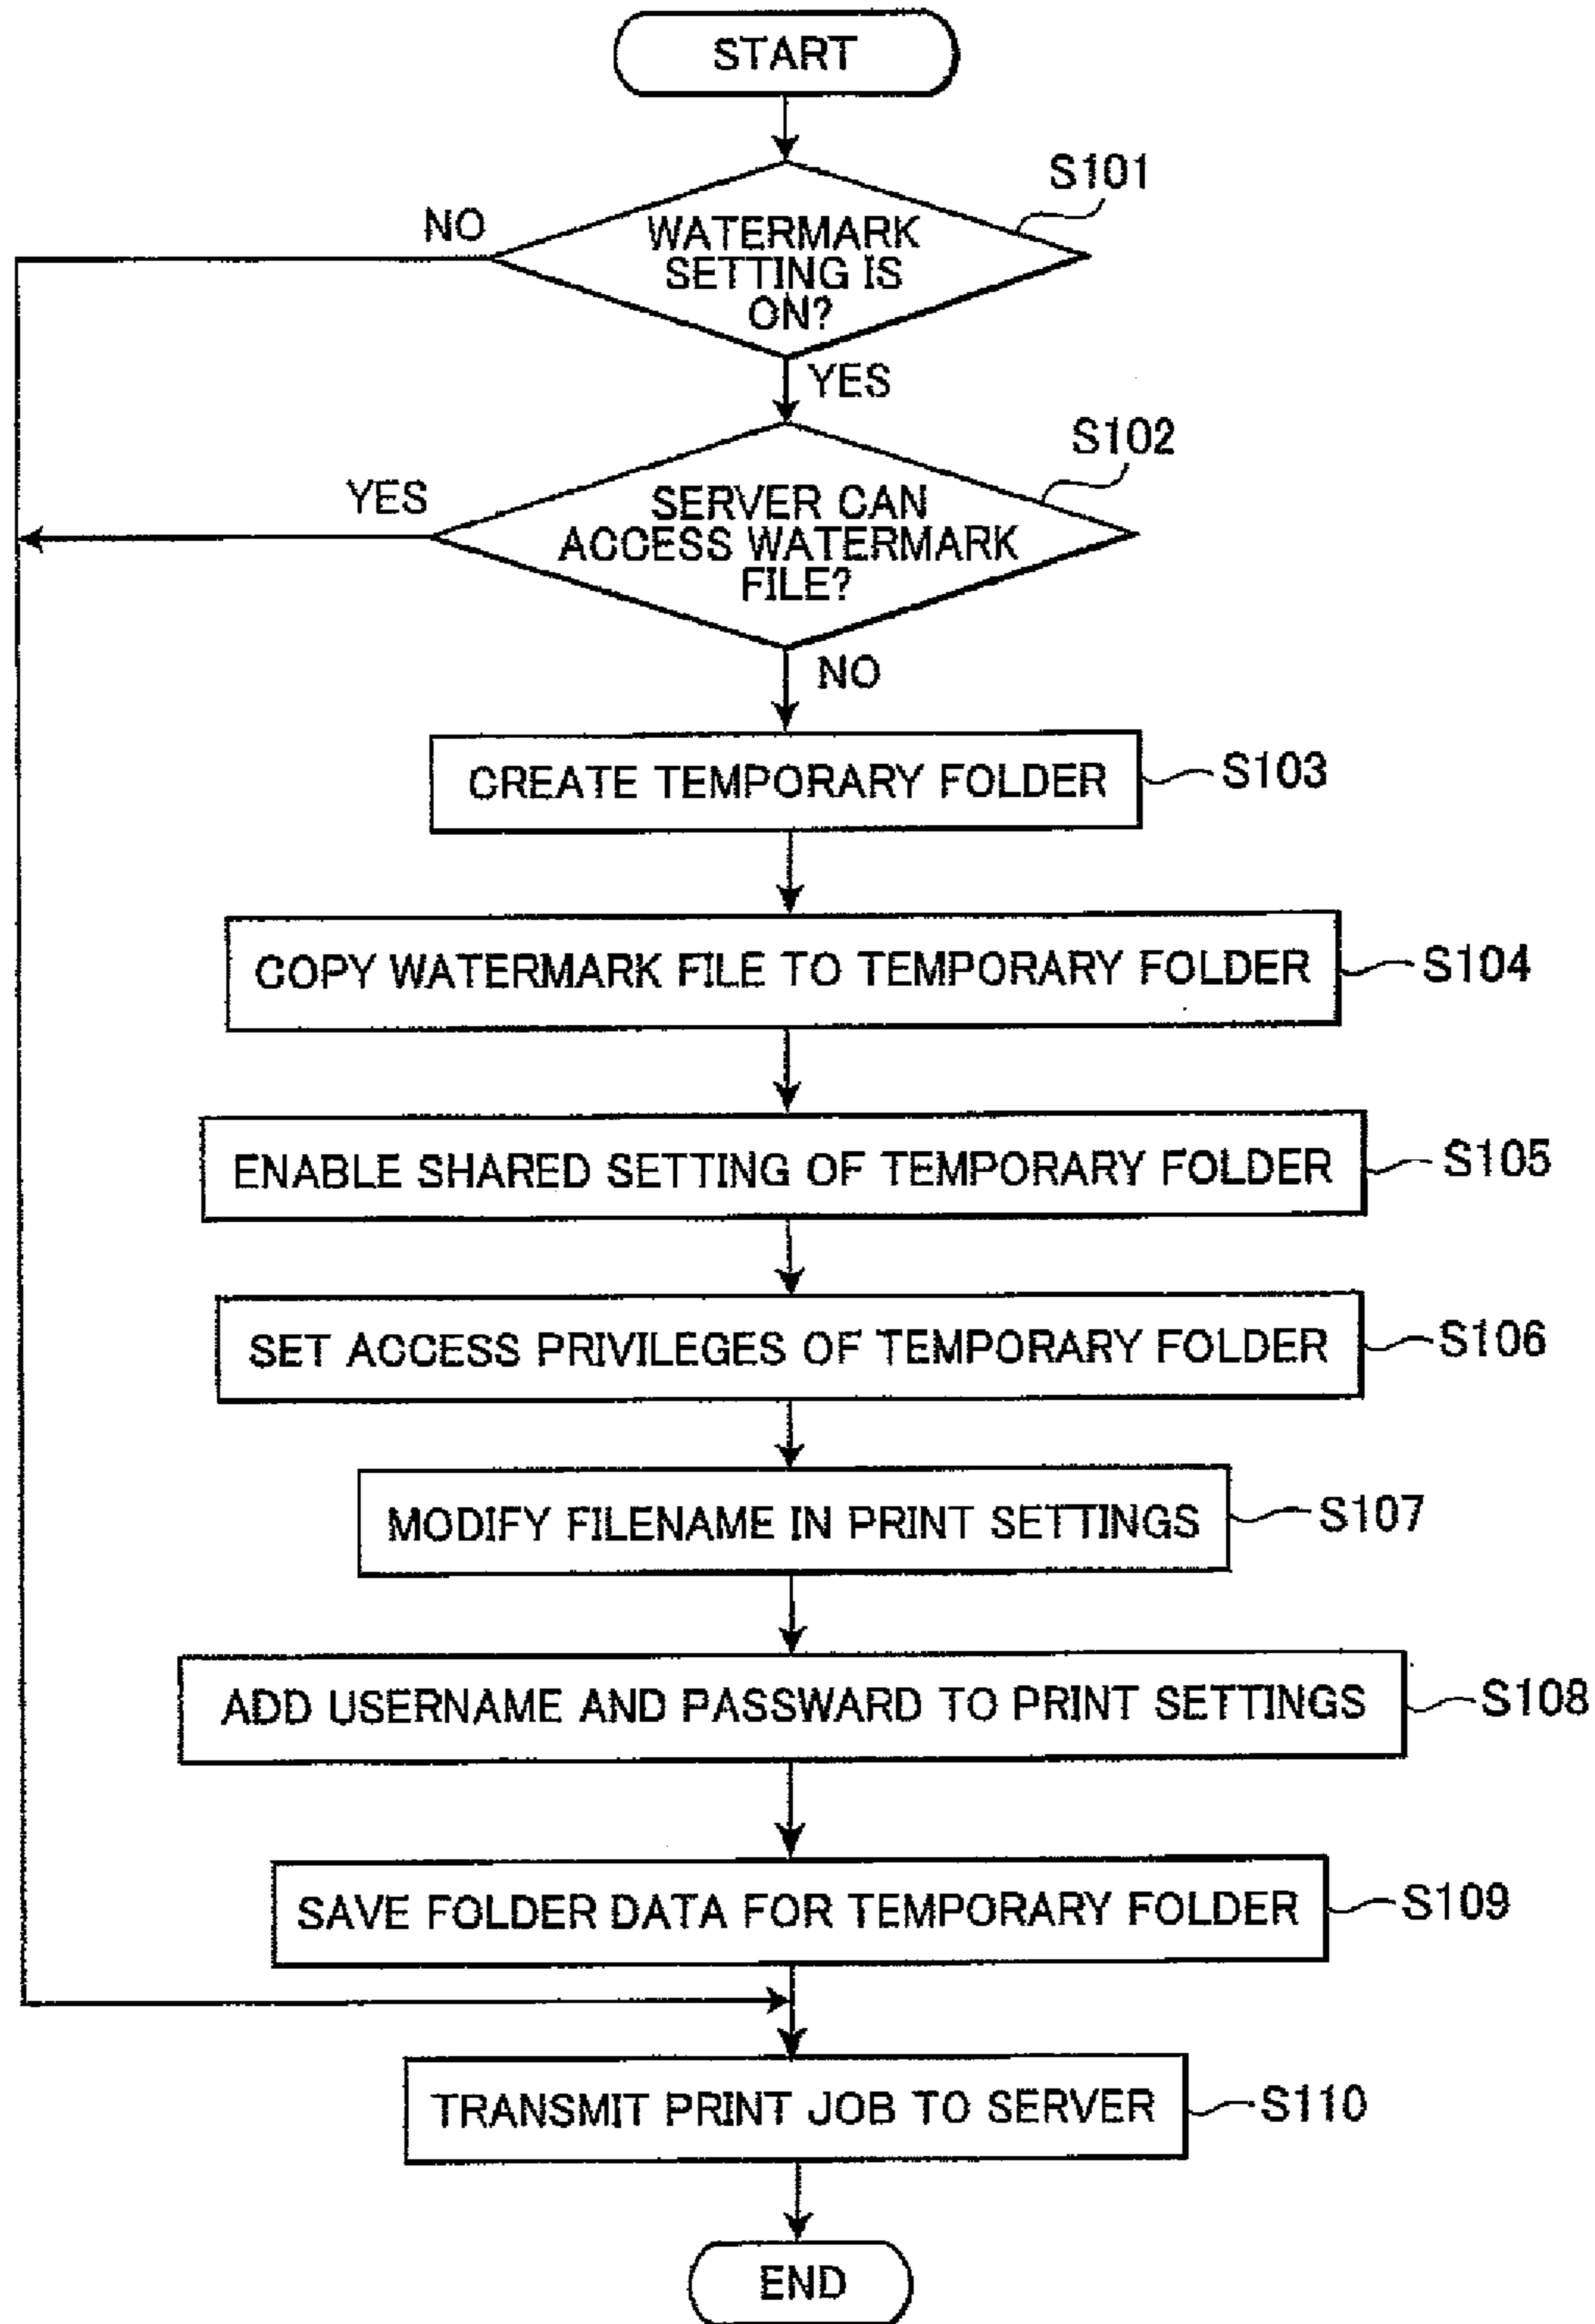 START
S101
NO
WATERMARK
SETTING IS
ON?
YES
S102
YES
SERVER CAN
ACCESS WATERMARK
FILE?
NO
CREATE TEMPORARY FOLDER
S103
COPY WATERMARK FILE TO TEMPORARY FOLDER
S104
ENABLE SHARED SETTING OF TEMPORARY FOLDER
S105
SET ACCESS PRIVILEGES OF TEMPORARY FOLDER
S106
MODIFY FILENAME IN PRINT SETTINGS
S107
ADD USERNAME AND PASSWARD TO PRINT SETTINGS
S108
SAVE FOLDER DATA FOR TEMPORARY FOLDER
S109
TRANSMIT PRINT JOB TO SERVER
S110
END